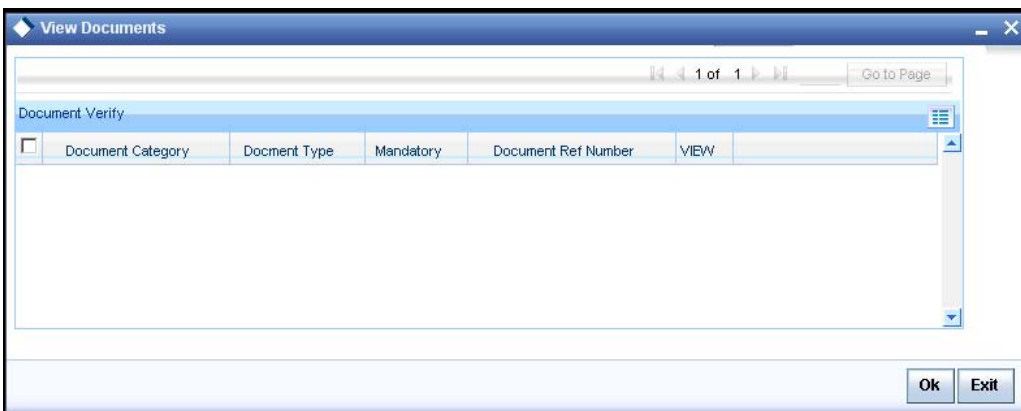 View Documents
1 of 1 Go to Page
Document Verify
Document Category Docment Type Mandatory Document Ref Number VIEW
Ok Exit